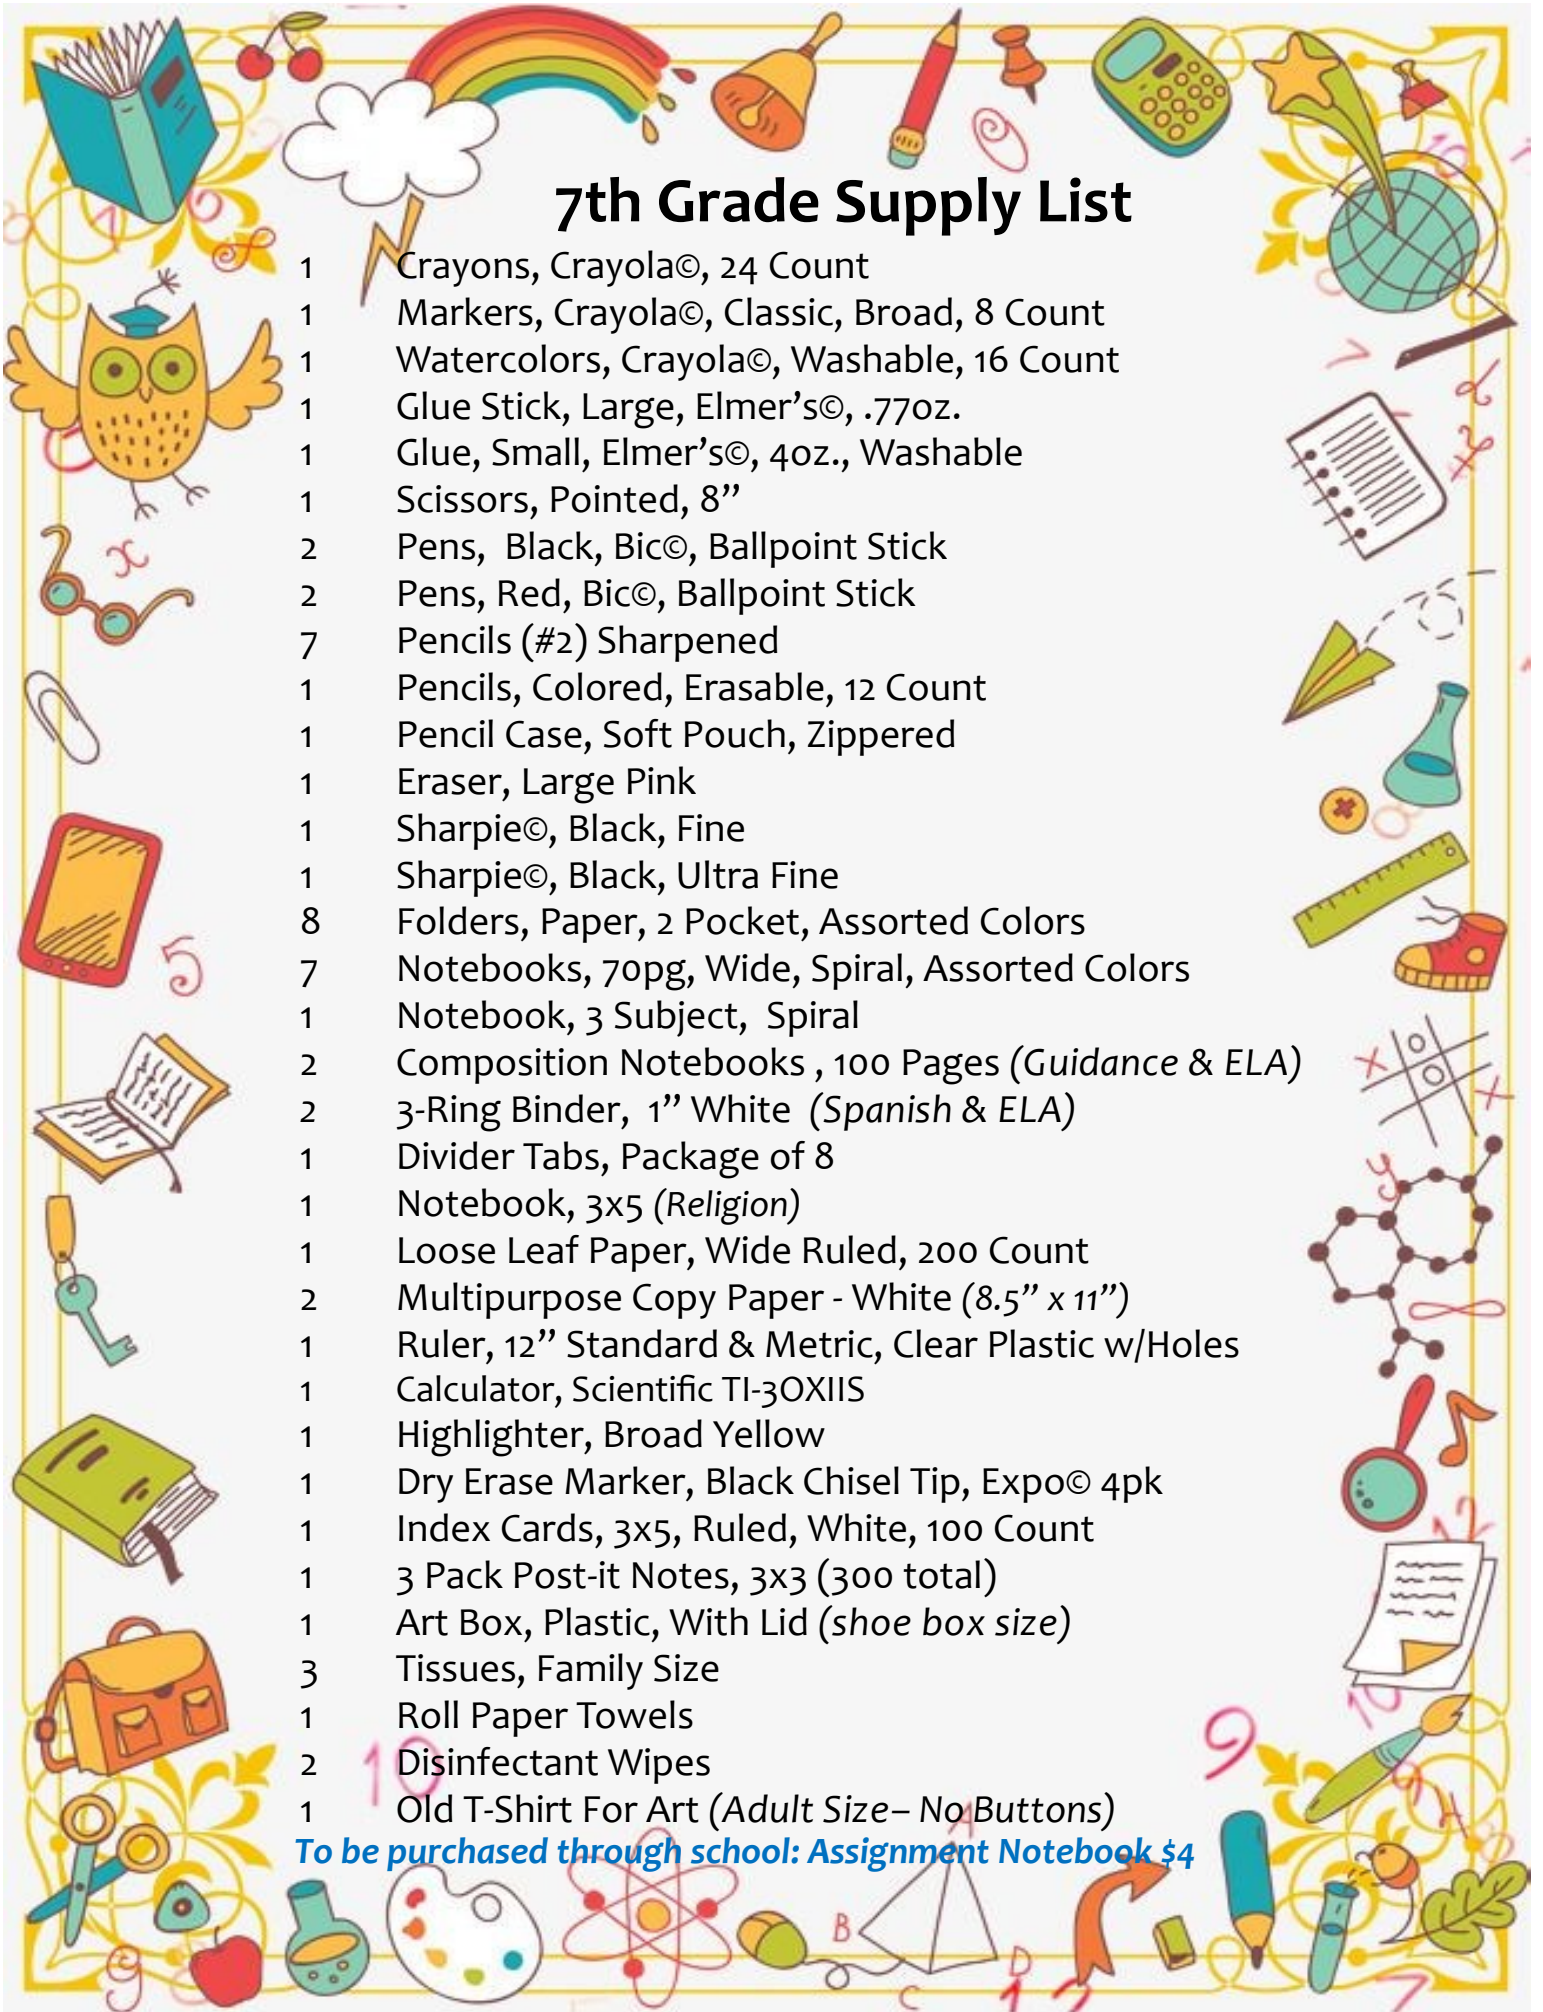 7th Grade Supply List
1 Crayons, Crayola©, 24 Count
1 Markers, Crayola©, Classic, Broad, 8 Count
1 Watercolors, Crayola©, Washable, 16 Count
1 Glue Stick, Large, Elmer’s©, .77oz.
1 Glue, Small, Elmer’s©, 4oz., Washable
1 Scissors, Pointed, 8”
2 Pens, Black, Bic©, Ballpoint Stick
2 Pens, Red, Bic©, Ballpoint Stick
7 Pencils (#2) Sharpened
1 Pencils, Colored, Erasable, 12 Count
1 Pencil Case, Soft Pouch, Zippered
1 Eraser, Large Pink
1 Sharpie©, Black, Fine
1 Sharpie©, Black, Ultra Fine
8 Folders, Paper, 2 Pocket, Assorted Colors
7 Notebooks, 70pg, Wide, Spiral, Assorted Colors
1 Notebook, 3 Subject, Spiral
2 Composition Notebooks , 100 Pages (Guidance & ELA)
2 3-Ring Binder, 1” White (Spanish & ELA)
1 Divider Tabs, Package of 8
1 Notebook, 3x5 (Religion)
1 Loose Leaf Paper, Wide Ruled, 200 Count
2 Multipurpose Copy Paper - White (8.5” x 11”)
1 Ruler, 12” Standard & Metric, Clear Plastic w/Holes
1 Calculator, Scientific TI-3OXIIS
1 Highlighter, Broad Yellow
1 Dry Erase Marker, Black Chisel Tip, Expo© 4pk
1 Index Cards, 3x5, Ruled, White, 100 Count
1 3 Pack Post-it Notes, 3x3 (300 total)
1 Art Box, Plastic, With Lid (shoe box size)
3 Tissues, Family Size
1 Roll Paper Towels
2 Disinfectant Wipes
1 Old T-Shirt For Art (Adult Size– No Buttons)
To be purchased through school: Assignment Notebook $4
x
5
10
9
A
B
C
D